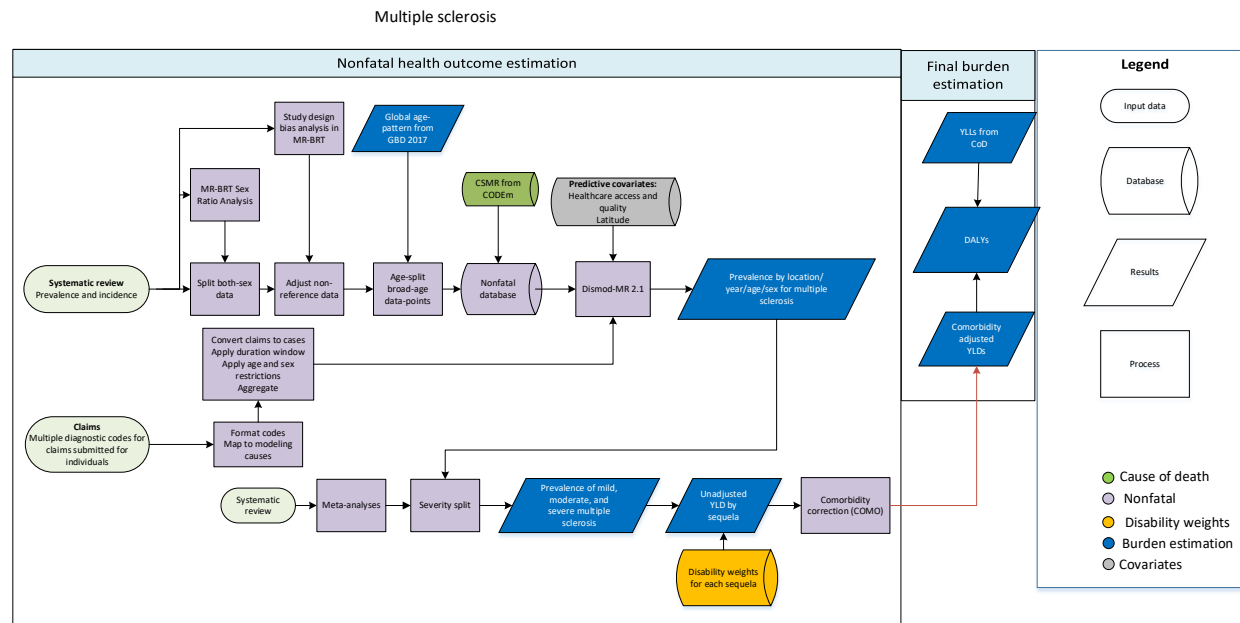 Multiple sclerosis
Nonfatal health outcome estimation
Final burden
estimation
Legend
Study design
bias analysis in
MR-BRT
Global age-
pattern from
GBD 2017
MR-BRT Sex
Ratio Analysis
CSMR from
CODEm
Predictive covariates:
Healthcare access and
quality
Latitude
Systematic review
Prevalence and incidence
Split both-sex
data
Adjust non-
reference data
Age-split
broad-age
data-points
Nonfatal
database
Dismod-MR 2.1
Prevalence by location/
year/age/sex for multiple
sclerosis
Convert claims to cases
Apply duration window
Apply age and sex
restrictions
Aggregate
Claims
Multiple diagnostic codes for
claims submitted for
individuals
Format codes
Map to modeling
causes
Systematic
review
Meta-analyses
Severity split
Prevalence of mild,
moderate, and
severe multiple
sclerosis
Unadjusted
YLD by
sequela
Comorbidity
correction (COMO)
Disability weights
for each sequela
YLLs from
CoD
DALYs
Comorbidity
adjusted
YLDs
Input data
Database
Results
Process
Cause of death
Nonfatal
Disability weights
Burden estimation
Covariates